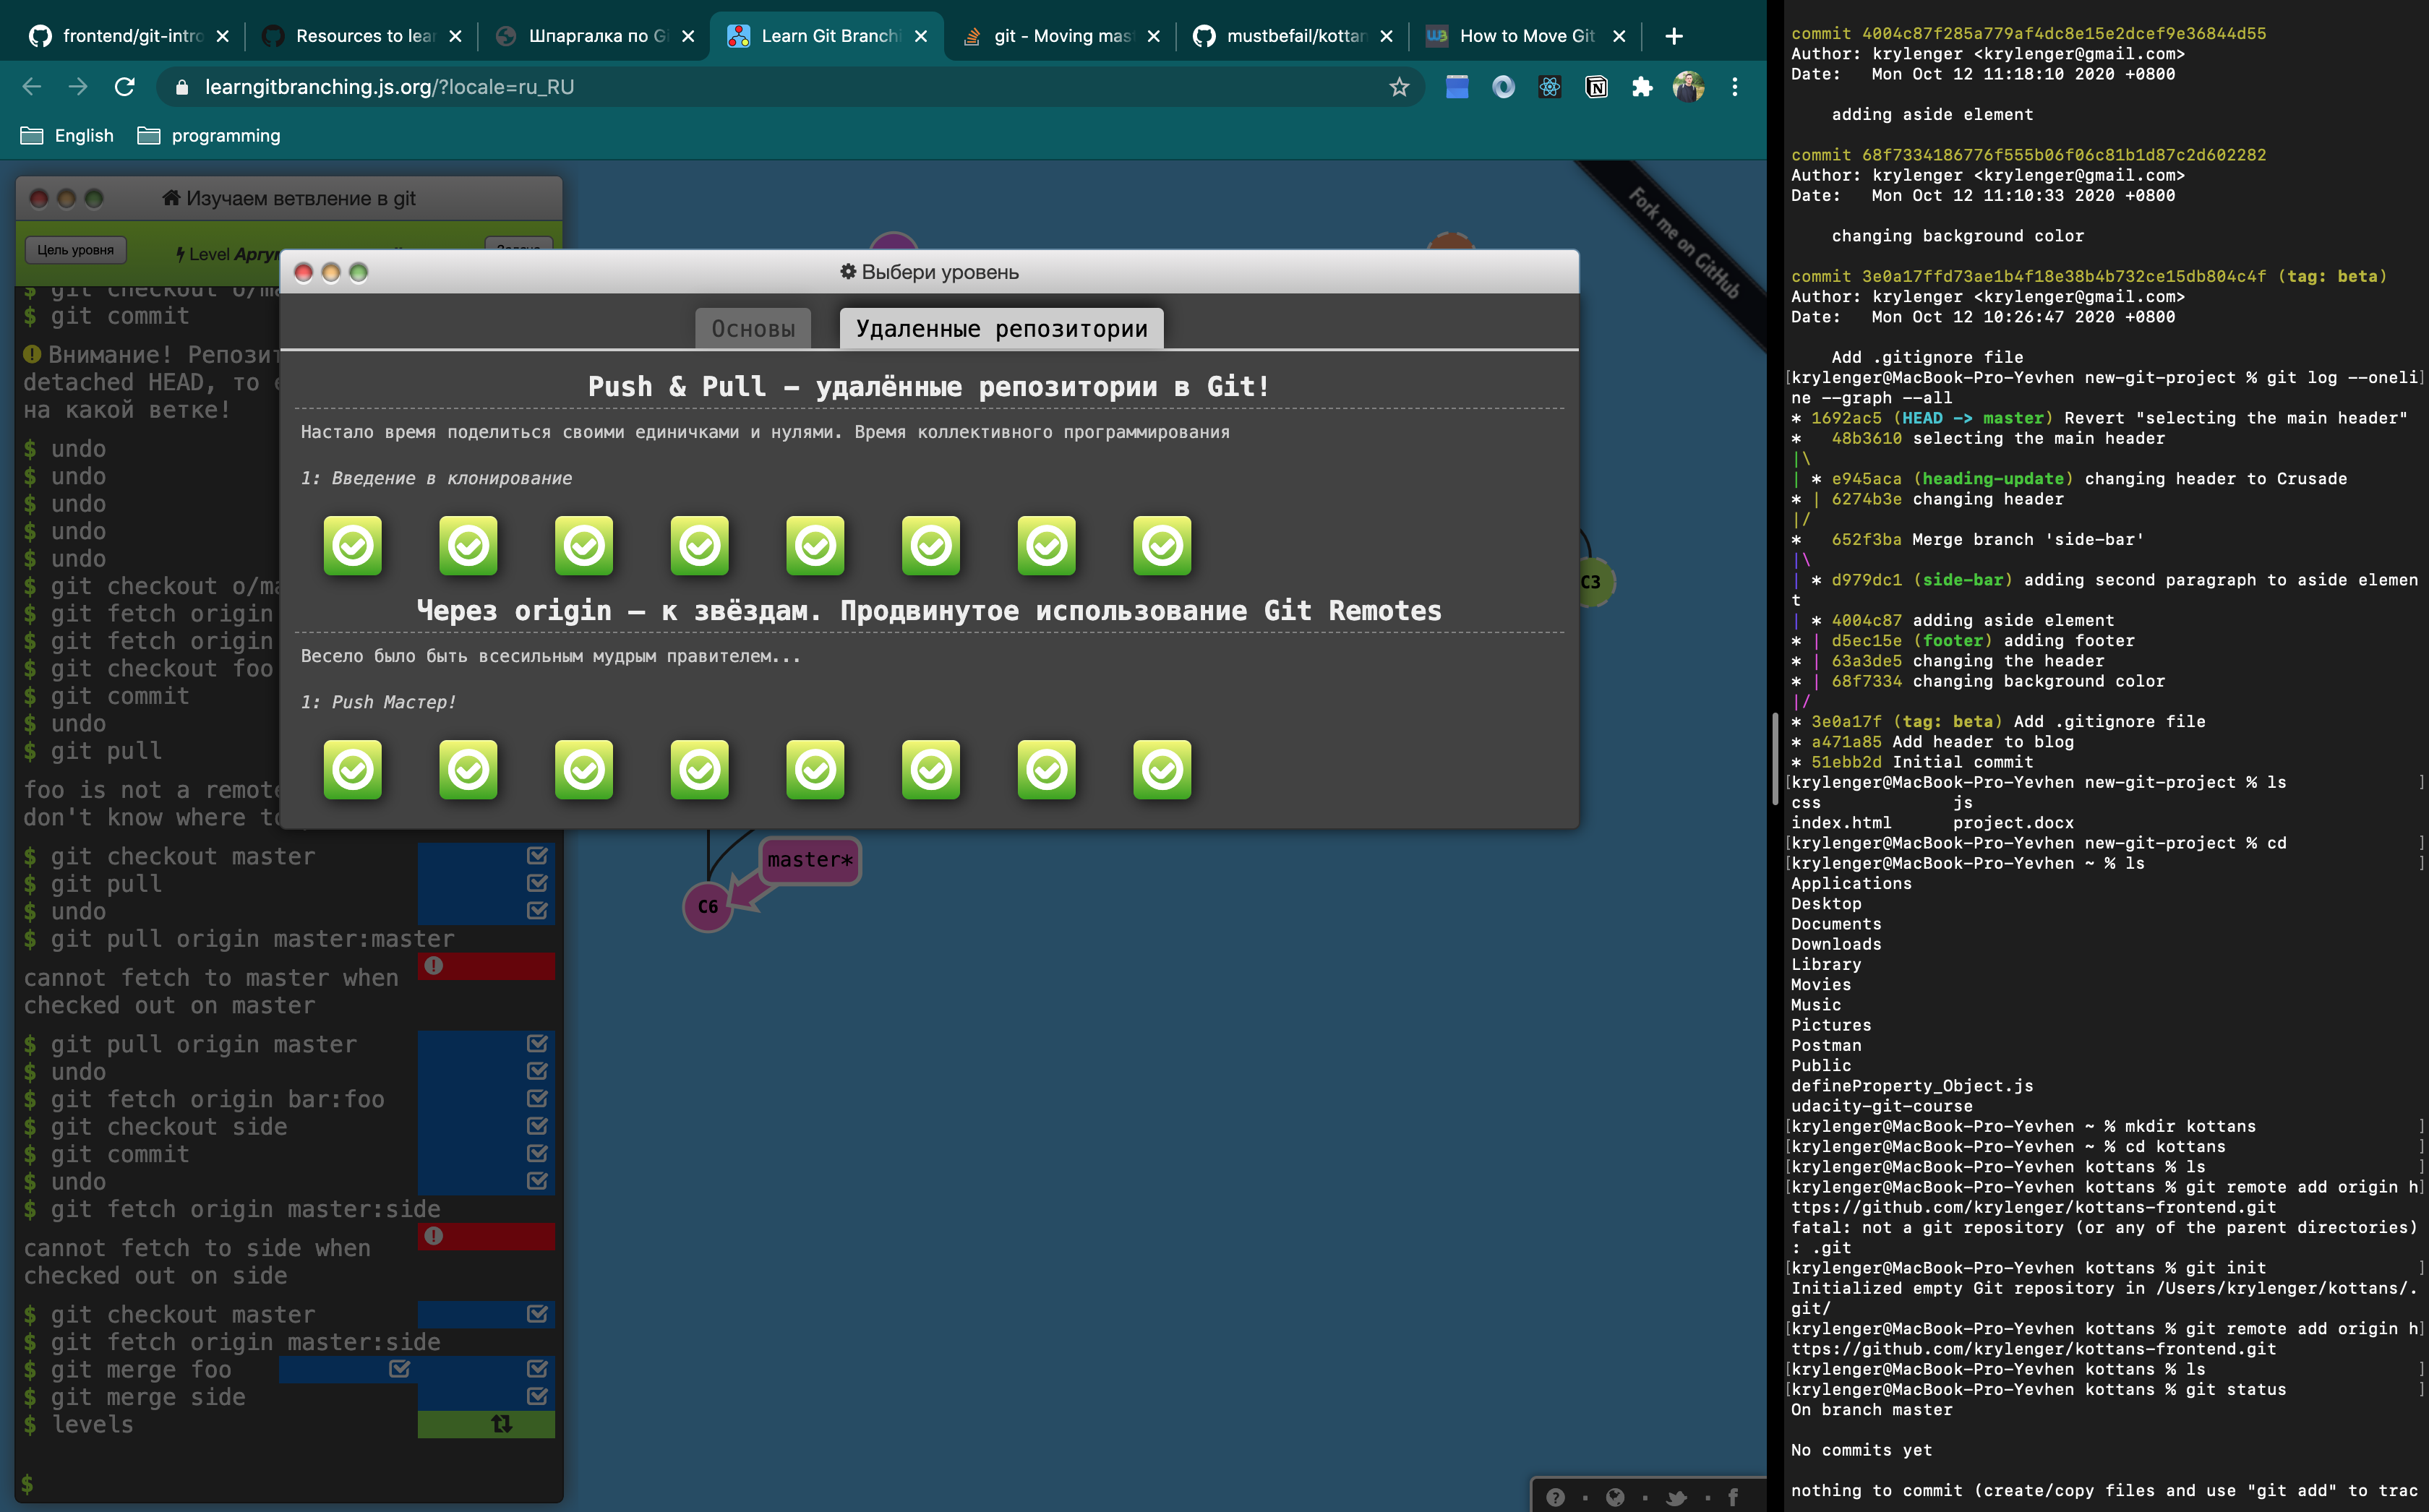 frontend/git-intro
Resources to lear
Шпаргалка по Gi
Learn Git Branchi
git - Moving mas
mustbefail/kottan
How to Move Git
learngitbranching.js.org/?locale=ru_RU
English
programming
Изучаем ветвление в git
Цель уровня
Level Аргу
Fork me on GitHub
$ git checkout o/ma
$ git commit
Внимание! Репозит
detached HEAD, то е
на какой ветке!
$ undo
$ undo
$ undo
$ undo
$ undo
$ git checkout o/ma
$ git fetch origin
$ git fetch origin
$ git checkout foo
$ git commit
$ undo
$ git pull
foo is not a remote
don't know where to
$ git checkout master
$ git pull
$ undo
$ git pull origin master:master
cannot fetch to master when
checked out on master
$ git pull origin master
$ undo
$ git fetch origin bar:foo
$ git checkout side
$ git commit
$ undo
$ git fetch origin master:side
cannot fetch to side when
checked out on side
$ git checkout master
$ git fetch origin master:side
$ git merge foo
$ git merge side
$ levels
$
Выбери уровень
Основы
Удаленные репозитории
Push & Pull – удалённые репозитории в Git!
Настало время поделиться своими единичками и нулями. Время коллективного программирования
1: Введение в клонирование
Через origin – к звёздам. Продвинутое использование Git Remotes
Весело было быть всесильным мудрым правителем...
1: Push Мастер!
C3
master*
C6
commit 4004c87f285a779af4dc8e15e2dcef9e36844d55
Author: krylenger <krylenger@gmail.com>
Date:   Mon Oct 12 11:18:10 2020 +0800
adding aside element
commit 68f7334186776f555b06f06c81b1d87c2d602282
Author: krylenger <krylenger@gmail.com>
Date:   Mon Oct 12 11:10:33 2020 +0800
changing background color
commit 3e0a17ffd73ae1b4f18e38b4b732ce15db804c4f (tag: beta)
Author: krylenger <krylenger@gmail.com>
Date:   Mon Oct 12 10:26:47 2020 +0800
Add .gitignore file
[krylenger@MacBook-Pro-Yevhen new-git-project % git log --oneli]
ne --graph --all
* 1692ac5 (HEAD -> master) Revert "selecting the main header"
*   48b3610 selecting the main header
|\
| * e945aca (heading-update) changing header to Crusade
* | 6274b3e changing header
|/
*   652f3ba Merge branch 'side-bar'
|\
| * d979dc1 (side-bar) adding second paragraph to aside elemen
t
| * 4004c87 adding aside element
* | d5ec15e (footer) adding footer
* | 63a3de5 changing the header
* | 68f7334 changing background color
|/
* 3e0a17f (tag: beta) Add .gitignore file
* a471a85 Add header to blog
* 51ebb2d Initial commit
[krylenger@MacBook-Pro-Yevhen new-git-project % ls ]
css js
index.html project.docx
[krylenger@MacBook-Pro-Yevhen new-git-project % cd ]
[krylenger@MacBook-Pro-Yevhen ~ % ls ]
Applications
Desktop
Documents
Downloads
Library
Movies
Music
Pictures
Postman
Public
defineProperty_Object.js
udacity-git-course
[krylenger@MacBook-Pro-Yevhen ~ % mkdir kottans ]
[krylenger@MacBook-Pro-Yevhen ~ % cd kottans ]
[krylenger@MacBook-Pro-Yevhen kottans % ls ]
[krylenger@MacBook-Pro-Yevhen kottans % git remote add origin h]
ttps://github.com/krylenger/kottans-frontend.git
fatal: not a git repository (or any of the parent directories)
: .git
[krylenger@MacBook-Pro-Yevhen kottans % git init ]
Initialized empty Git repository in /Users/krylenger/kottans/.
git/
[krylenger@MacBook-Pro-Yevhen kottans % git remote add origin h]
ttps://github.com/krylenger/kottans-frontend.git
[krylenger@MacBook-Pro-Yevhen kottans % ls ]
[krylenger@MacBook-Pro-Yevhen kottans % git status ]
On branch master
No commits yet
nothing to commit (create/copy files and use "git add" to trac